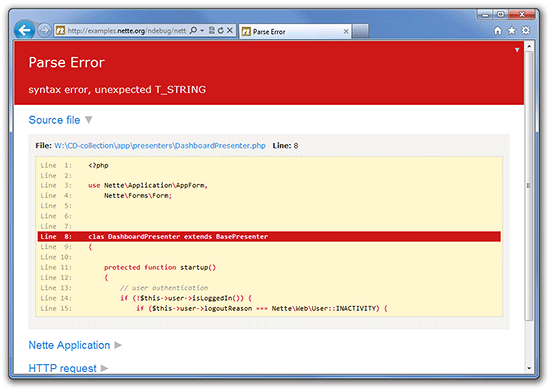 http://examples.nette.org/ndebug/nett
Parse Error
Parse Error
syntax error, unexpected T_STRING
Source file
File: W:\CD-collection\app\presenters\DashboardPresenter.php Line: 8
Line 1: <?php
Line 2:
Line 3: use Nette\Application\AppForm,
Line 4: Nette\Forms\Form;
Line 5:
Line 6:
Line 7:
Line 8: clas DashboardPresenter extends BasePresenter
Line 9: {
Line 10:
Line 11: protected function startup()
Line 12: {
Line 13: // user authentication
Line 14: if (!$this->user->isLoggedIn()) {
Line 15: if ($this->user->logoutReason === Nette\Web\User::INACTIVITY) {
Nette Application
HTTP request